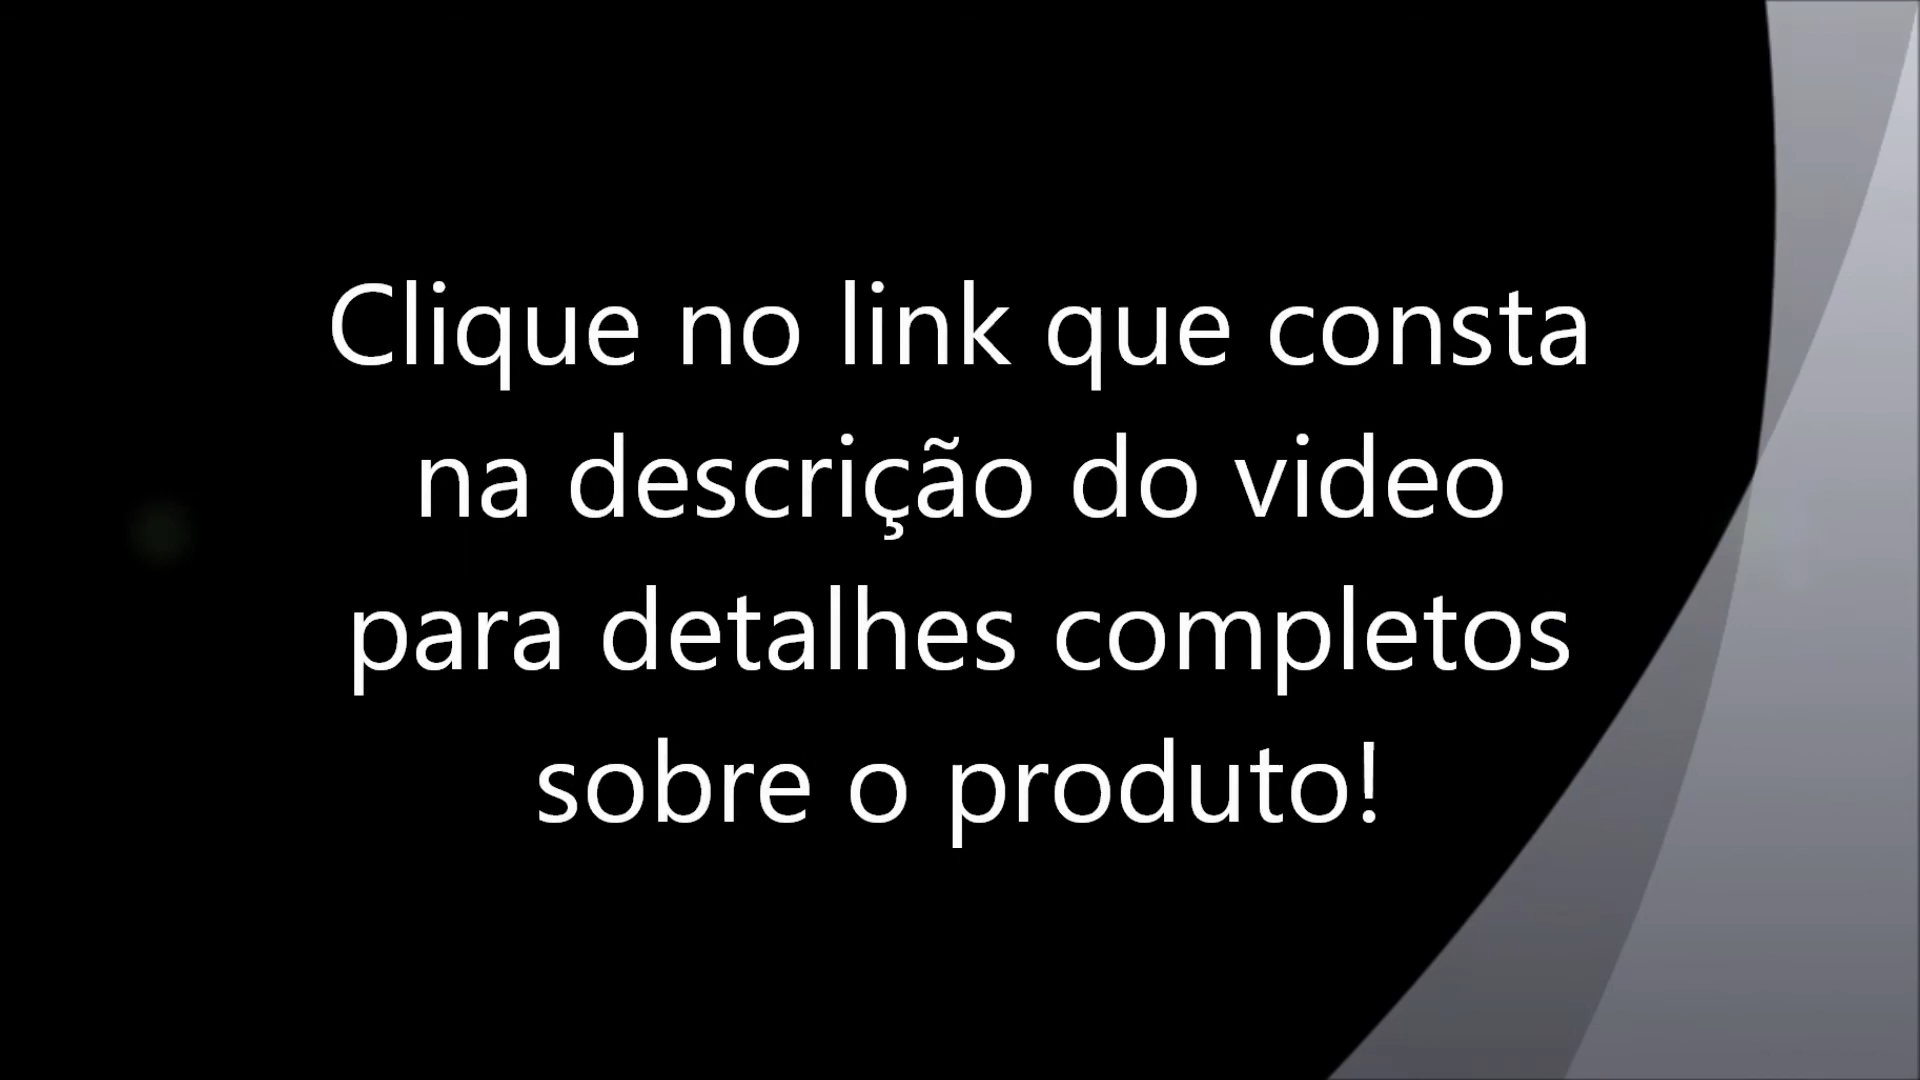 Clique no link que consta
na descrição do video
para detalhes completos
sobre o produto!